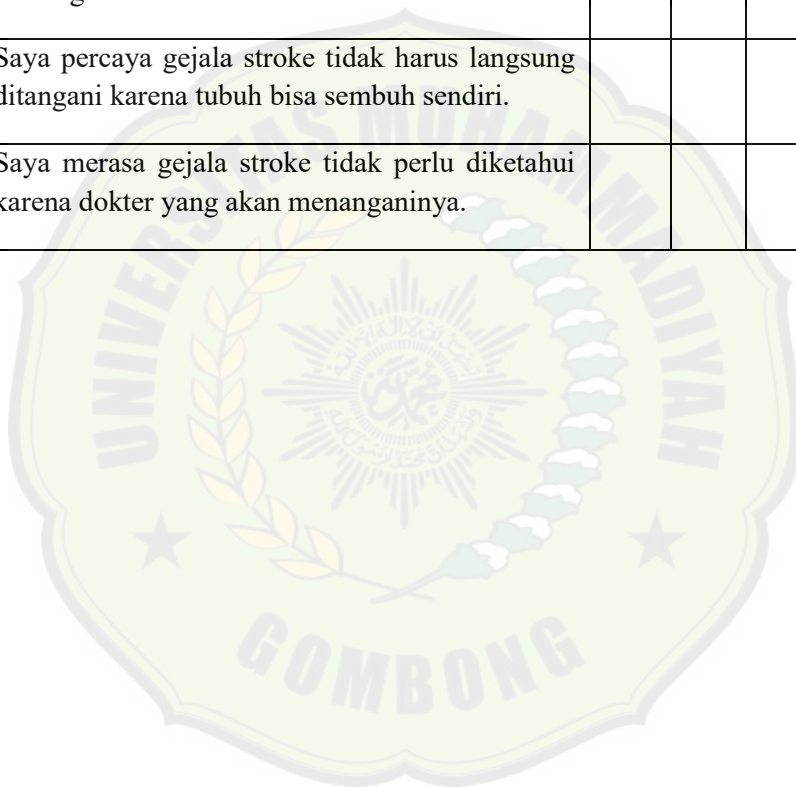 Saya percaya gejala stroke tidak harus langsung
ditangani karena tubuh bisa sembuh sendiri.
Saya merasa gejala stroke tidak perlu diketahui
karena dokter yang akan menanganinya.
UNIVERSITAS MUHAMMADIYAH
GOMBONG